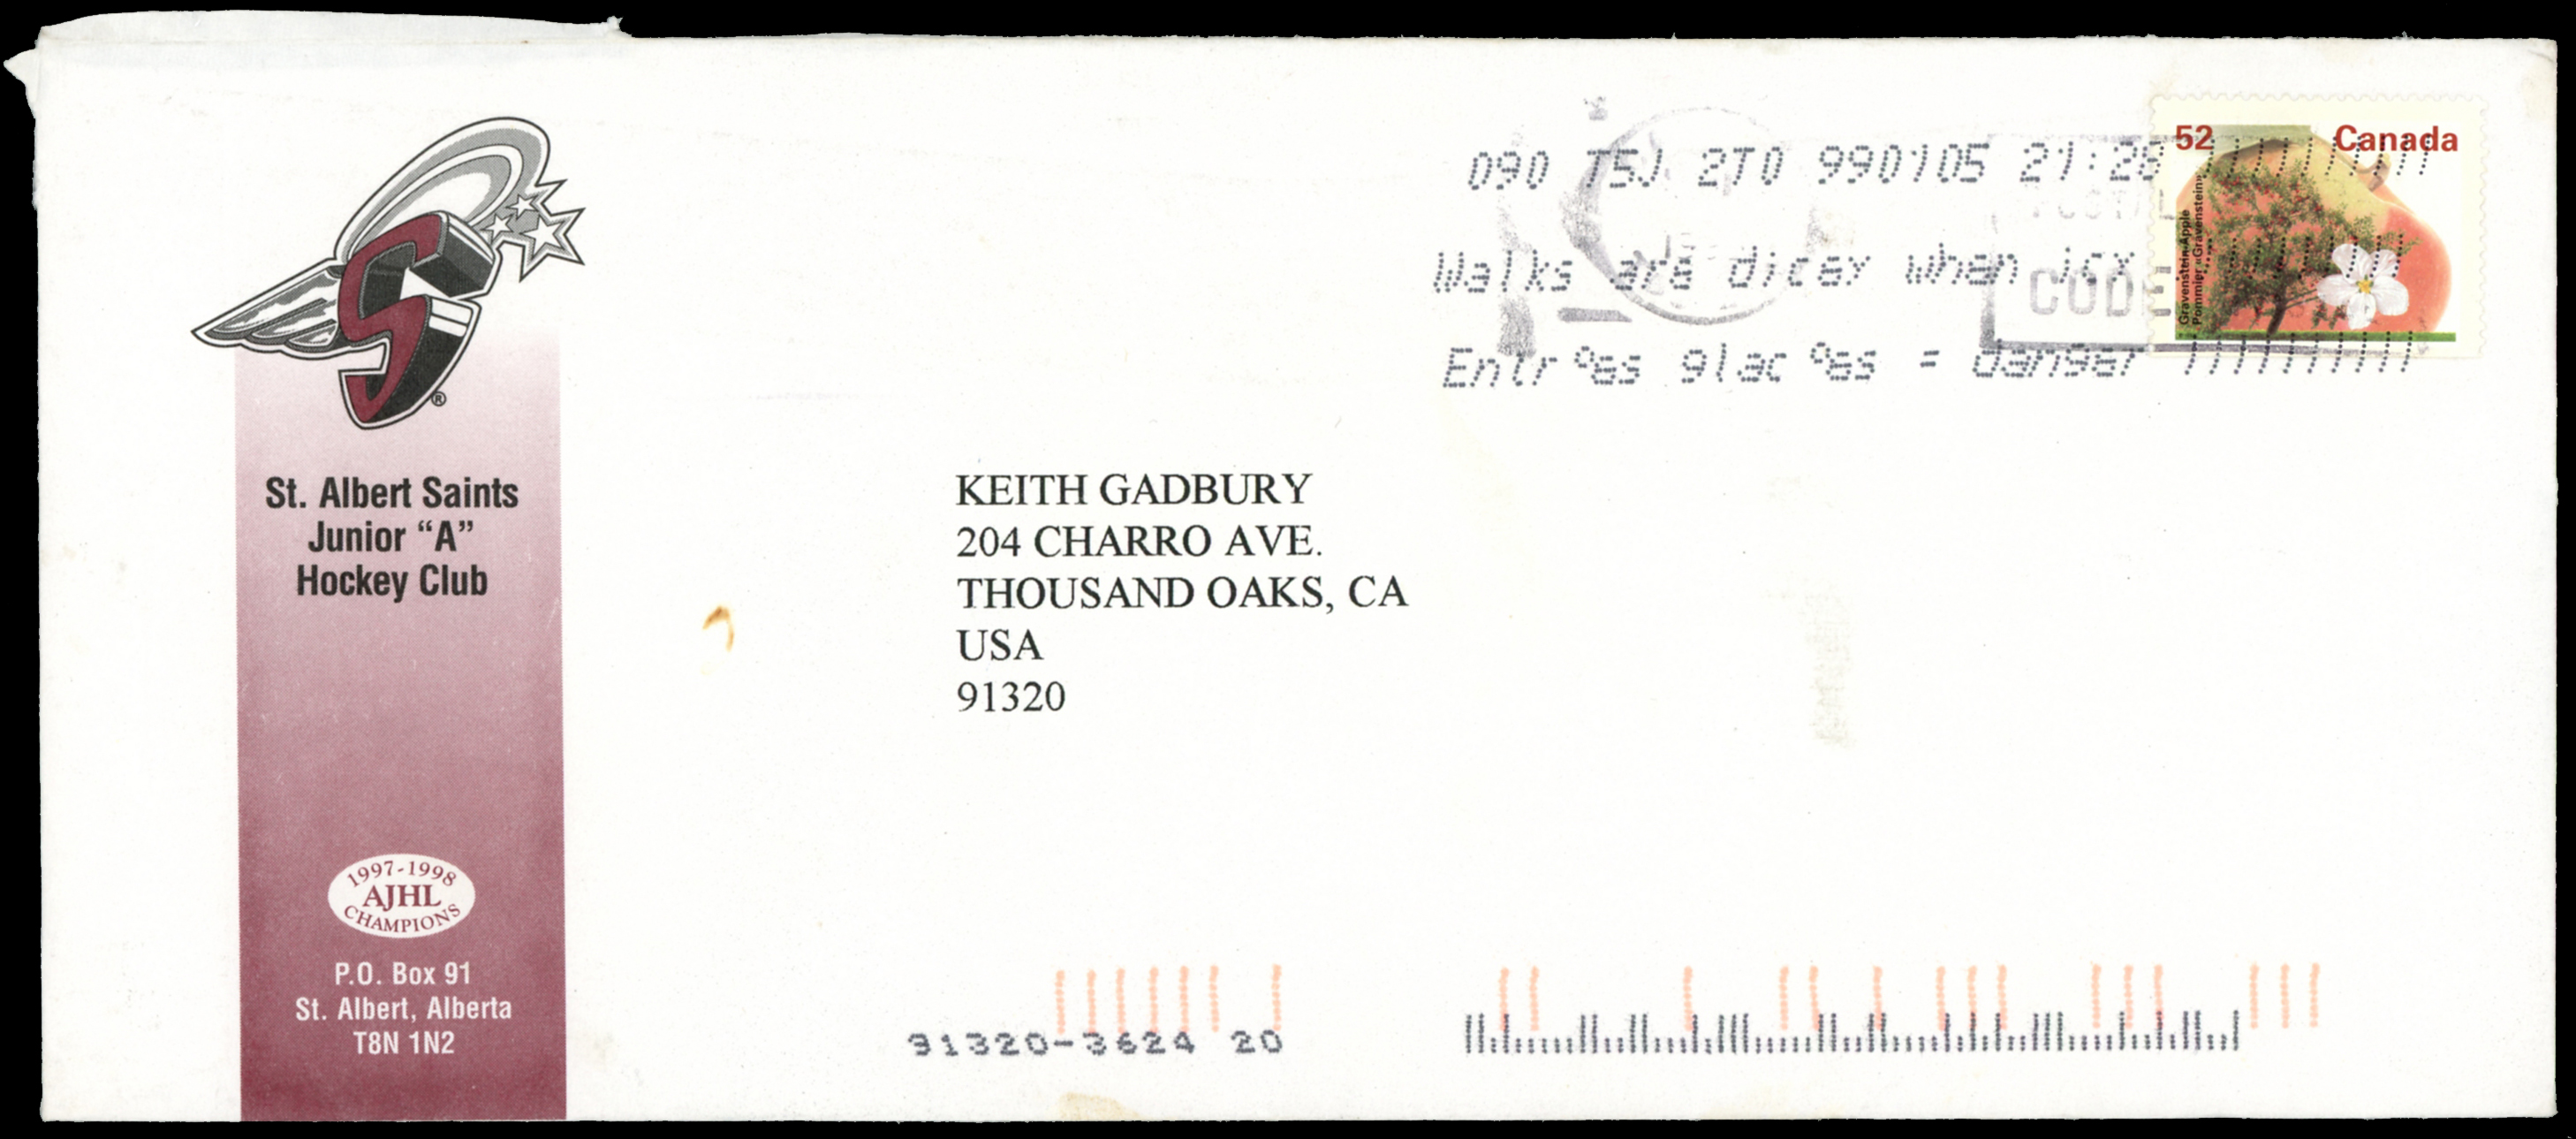 St. Albert Saints
Junior “A”
Hockey Club
1997-1998
AJHL
CHAMPIONS
P.O. Box 91
St. Albert, Alberta
T8N 1N2
090 T5J 2T0 990105 21:28
Walks are dicey when icy
Entr°es glac°es = danger
POSTAL
CODE
52 Canada
Gravenstein Apple
Pommier «Gravenstein»
KEITH GADBURY
204 CHARRO AVE.
THOUSAND OAKS, CA
USA
91320
91320-3624 20